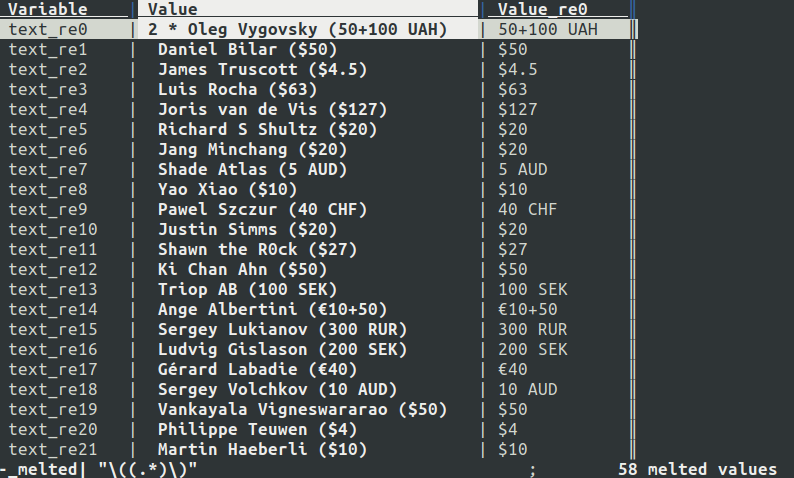 Variable | Value | Value_re0
text_re0 | 2 * Oleg Vygovsky (50+100 UAH) | 50+100 UAH
text_re1 | Daniel Bilar ($50) | $50
text_re2 | James Truscott ($4.5) | $4.5
text_re3 | Luis Rocha ($63) | $63
text_re4 | Joris van de Vis ($127) | $127
text_re5 | Richard S Shultz ($20) | $20
text_re6 | Jang Minchang ($20) | $20
text_re7 | Shade Atlas (5 AUD) | 5 AUD
text_re8 | Yao Xiao ($10) | $10
text_re9 | Pawel Szczur (40 CHF) | 40 CHF
text_re10 | Justin Simms ($20) | $20
text_re11 | Shawn the R0ck ($27) | $27
text_re12 | Ki Chan Ahn ($50) | $50
text_re13 | Triop AB (100 SEK) | 100 SEK
text_re14 | Ange Albertini (€10+50) | €10+50
text_re15 | Sergey Lukianov (300 RUR) | 300 RUR
text_re16 | Ludvig Gislason (200 SEK) | 200 SEK
text_re17 | Gérard Labadie (€40) | €40
text_re18 | Sergey Volchkov (10 AUD) | 10 AUD
text_re19 | Vankayala Vigneswararao ($50) | $50
text_re20 | Philippe Teuwen ($4) | $4
text_re21 | Martin Haeberli ($10) | $10
-_melted| "\((.*)\)" ; 58 melted values